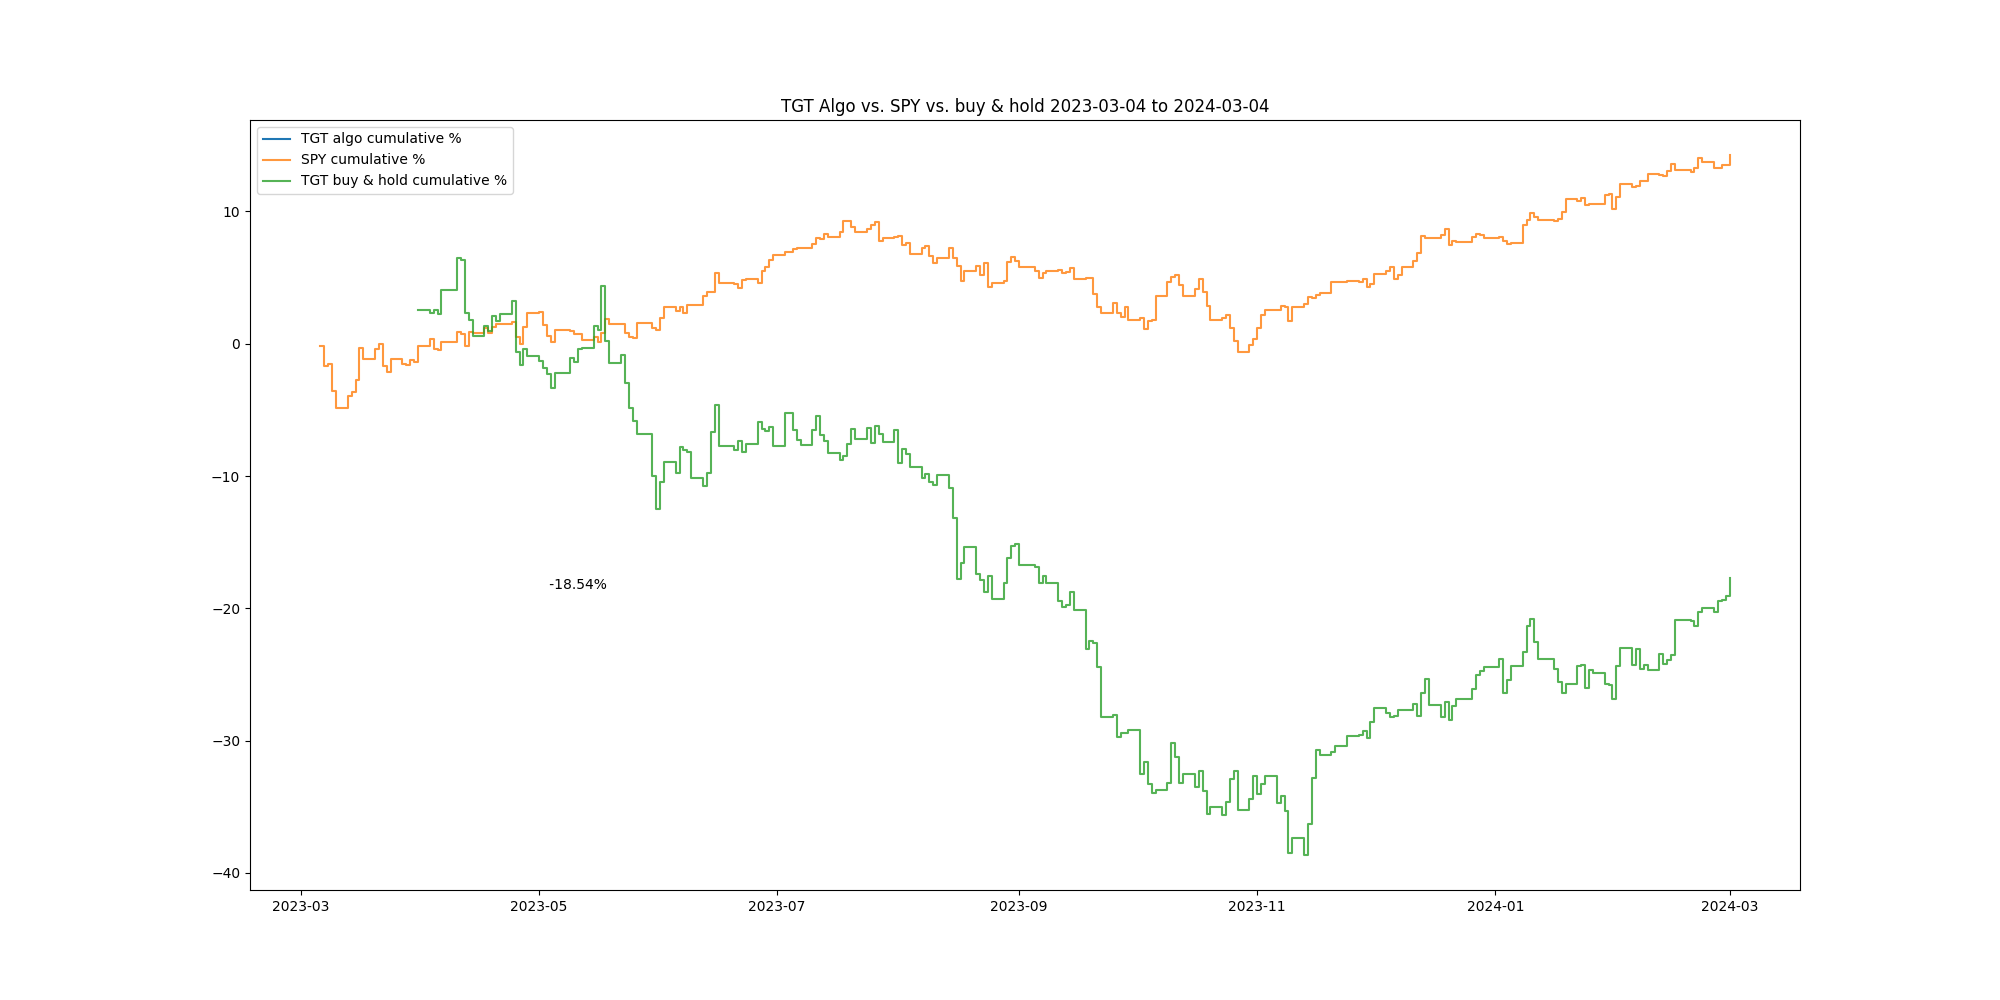 TGT Algo vs. SPY vs. buy & hold 2023-03-04 to 2024-03-04
TGT algo cumulative %
SPY cumulative %
TGT buy & hold cumulative %
10
0
−10
−20
−30
−40
-18.54%
2023-03 2023-05 2023-07 2023-09 2023-11 2024-01 2024-03